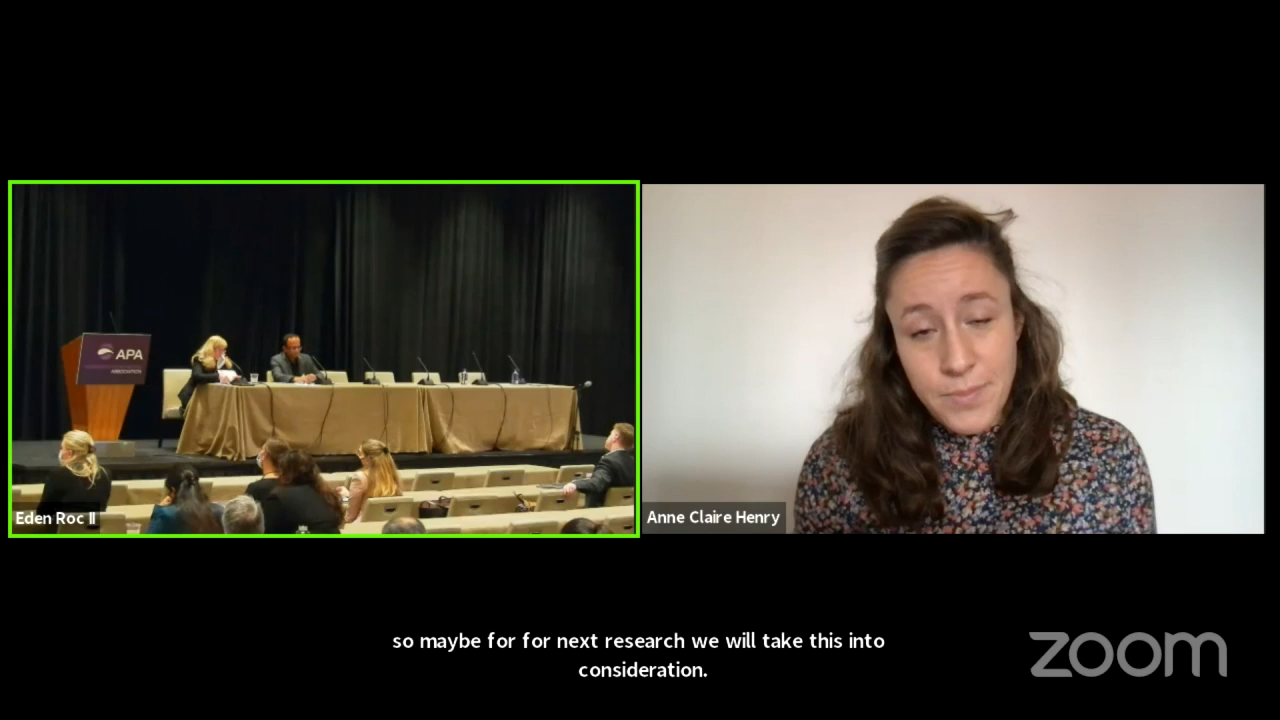 APA
ASSOCIATION
Eden Roc II
Anne Claire Henry
so maybe for for next research we will take this into
consideration.
zoom